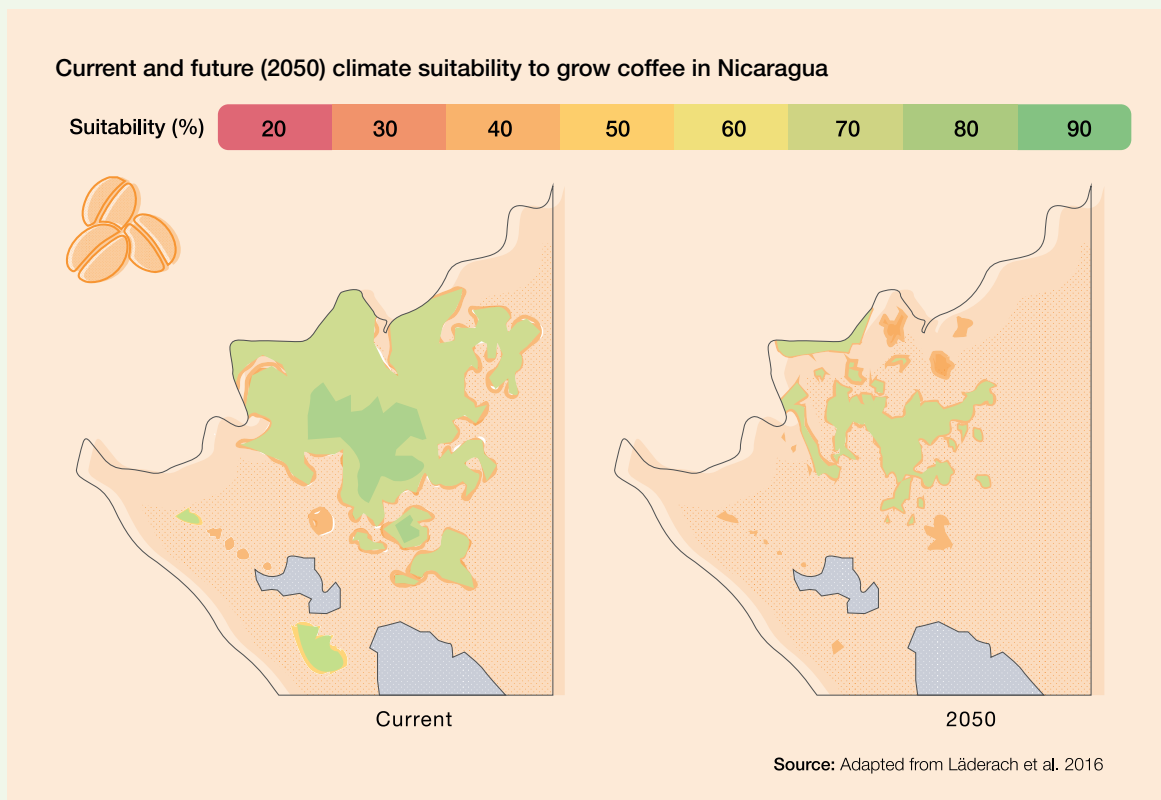 Current and future (2050) climate suitability to grow coffee in Nicaragua
Suitability (%) 20 30 40 50 60 70 80 90
Current 2050
Source: Adapted from Läderach et al. 2016